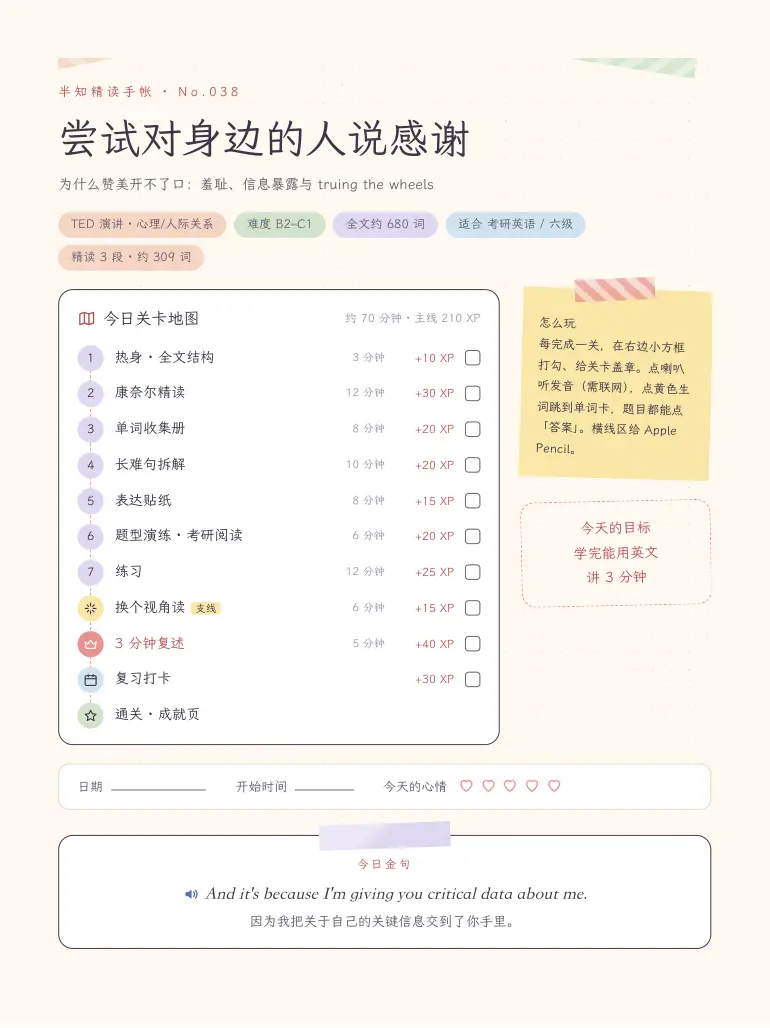 半知精读手帐 · No.038
尝试对身边的人说感谢
为什么赞美开不了口：羞耻、信息暴露与 truing the wheels
TED 演讲·心理/人际关系 难度 B2–C1 全文约 680 词 适合 考研英语 / 六级
精读 3 段·约 309 词
今日关卡地图 约 70 分钟·主线 210 XP
1 热身·全文结构 3 分钟 +10 XP
2 康奈尔精读 12 分钟 +30 XP
3 单词收集册 8 分钟 +20 XP
4 长难句拆解 10 分钟 +20 XP
5 表达贴纸 8 分钟 +15 XP
6 题型演练·考研阅读 6 分钟 +20 XP
7 练习 12 分钟 +25 XP
换个视角读 支线 6 分钟 +15 XP
3 分钟复述 5 分钟 +40 XP
复习打卡 +30 XP
通关·成就页
怎么玩
每完成一关，在右边小方框
打勾、给关卡盖章。点喇叭
听发音（需联网），点黄色生
词跳到单词卡，题目都能点
「答案」。横线区给 Apple
Pencil。
今天的目标
学完能用英文
讲 3 分钟
日期 开始时间 今天的心情
今日金句
And it's because I'm giving you critical data about me.
因为我把关于自己的关键信息交到了你手里。